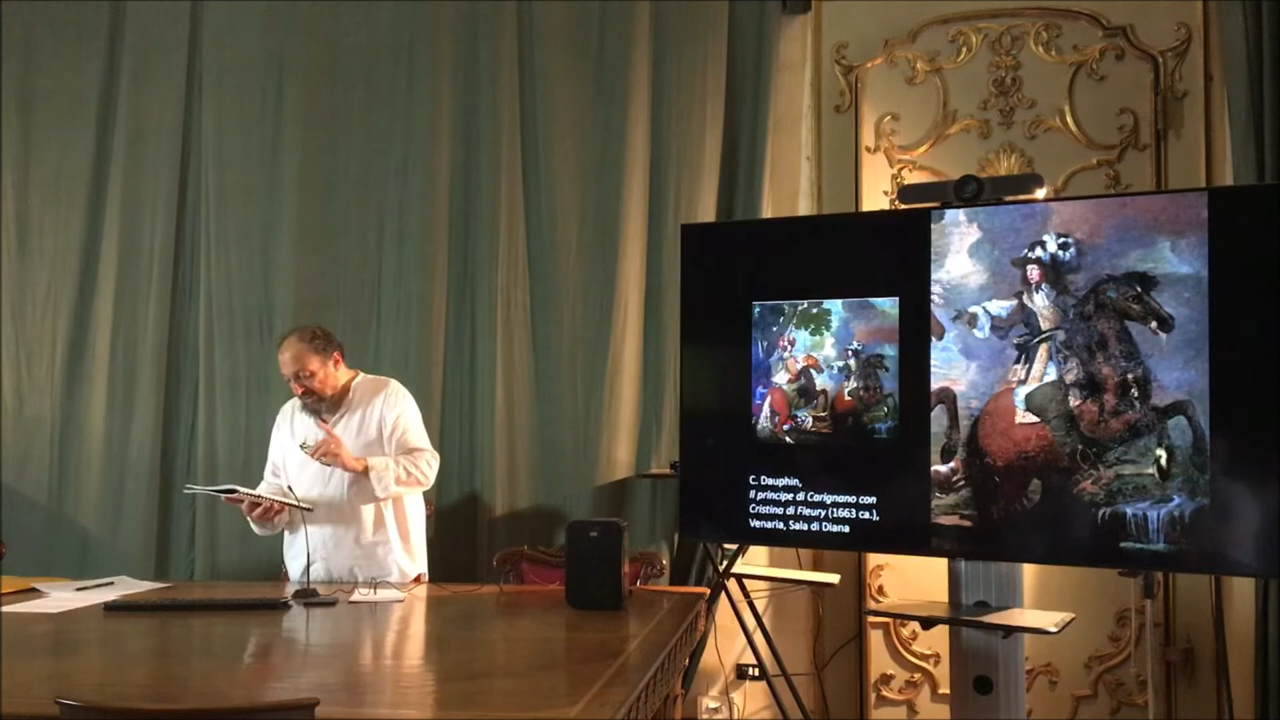 C. Dauphin,
Il principe di Carignano con
Cristina di Fleury (1663 ca.),
Venaria, Sala di Diana